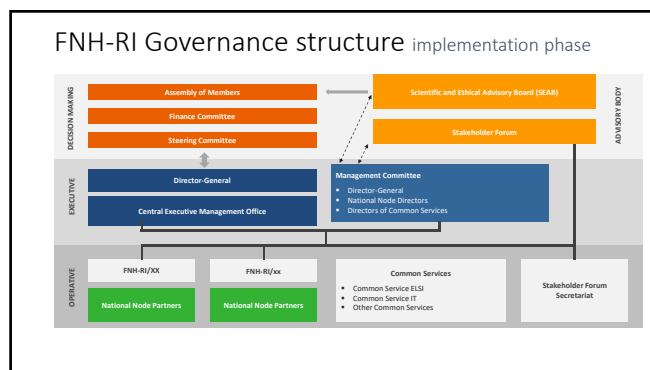 FNH-RI Governance structure implementation phase
DECISION MAKING
Assembly of Members
Finance Committee
Steering Committee
Scientific and Ethical Advisory Board (SEAB)
Stakeholder Forum
ADVISORY BODY
EXECUTIVE
Director-General
Central Executive Management Office
Management Committee
• Director-General
• National Node Directors
• Directors of Common Services
OPERATIVE
FNH-RI/XX
National Node Partners
FNH-RI/xx
National Node Partners
Common Services
• Common Service ELSI
• Common Service IT
• Other Common Services
Stakeholder Forum
Secretariat